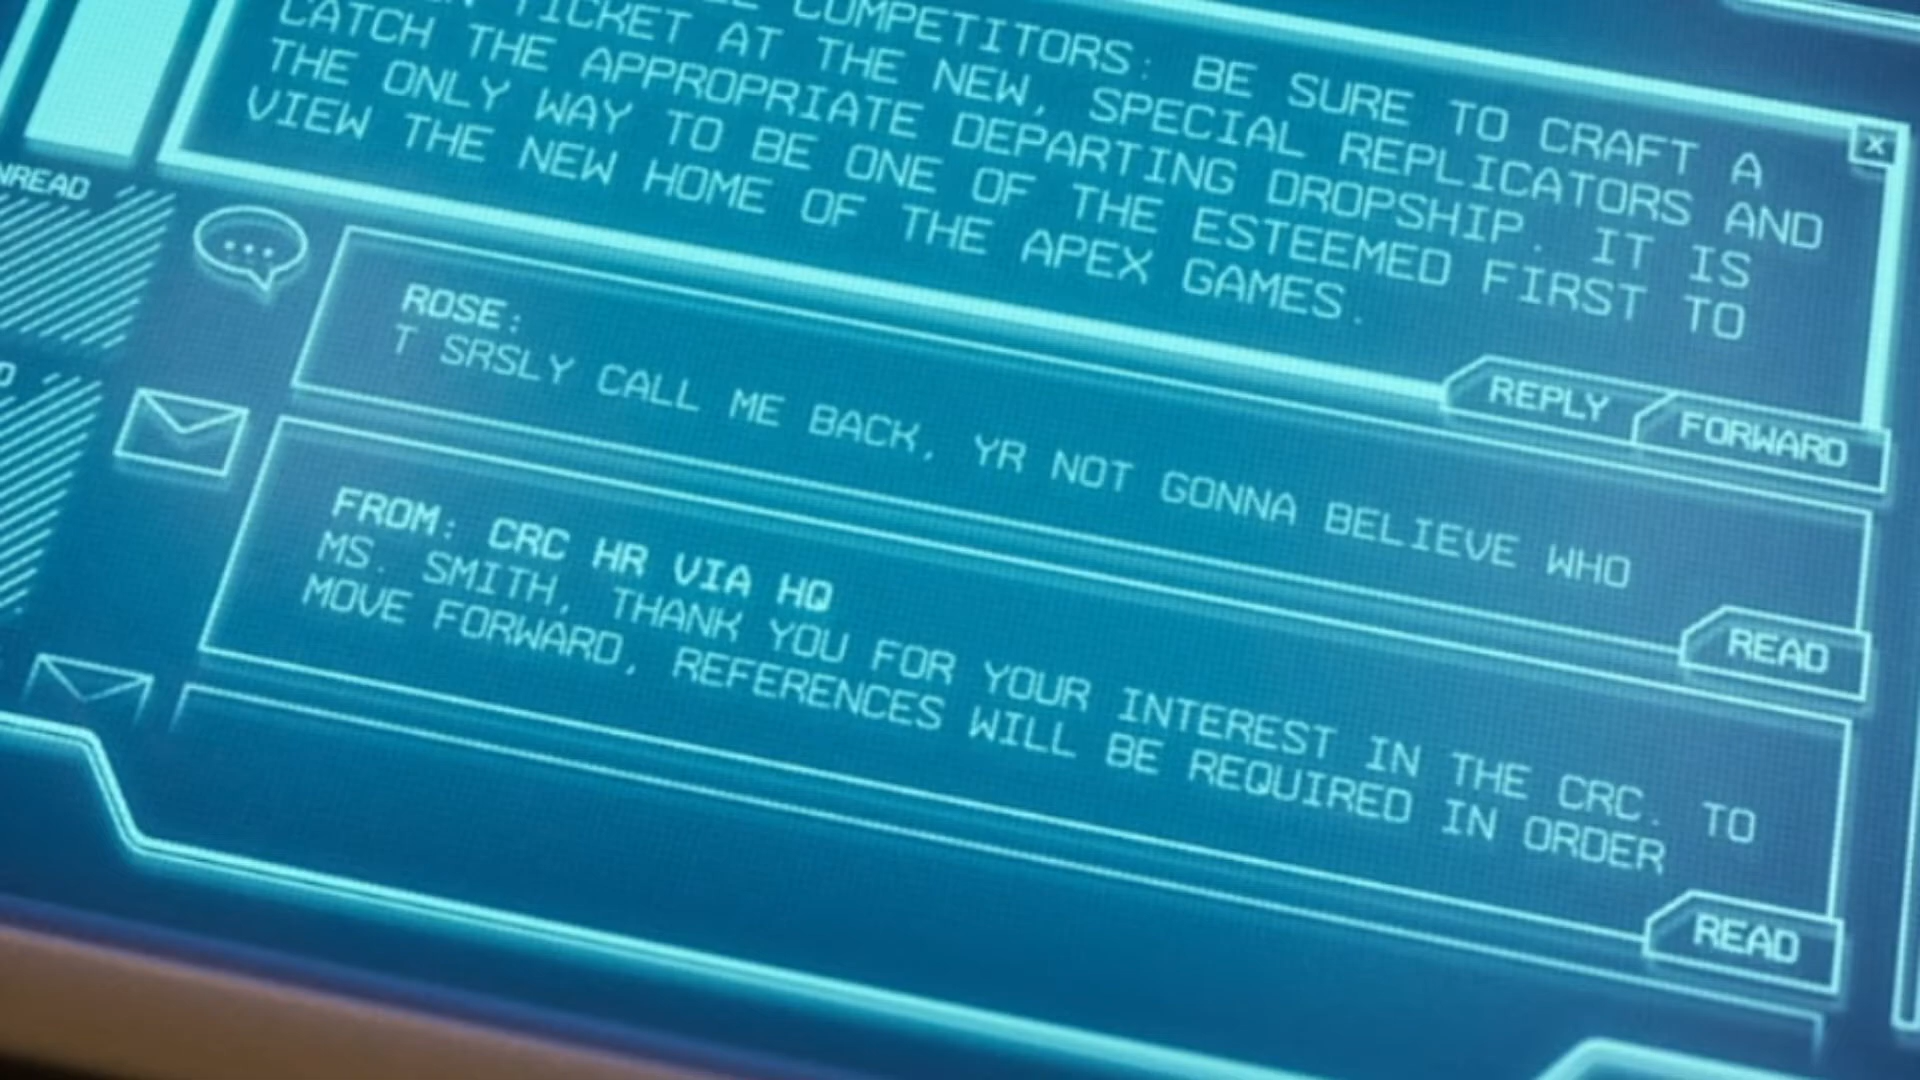 COMPETITORS: BE SURE TO CRAFT A
TICKET AT THE NEW, SPECIAL REPLICATORS AND
CATCH THE APPROPRIATE DEPARTING DROPSHIP. IT IS
THE ONLY WAY TO BE ONE OF THE ESTEEMED FIRST TO
VIEW THE NEW HOME OF THE APEX GAMES.
REPLY
FORWARD
ROSE:
T SRSLY CALL ME BACK, YR NOT GONNA BELIEVE WHO
READ
FROM: CRC HR VIA HQ
MS. SMITH, THANK YOU FOR YOUR INTEREST IN THE CRC. TO
MOVE FORWARD, REFERENCES WILL BE REQUIRED IN ORDER
READ